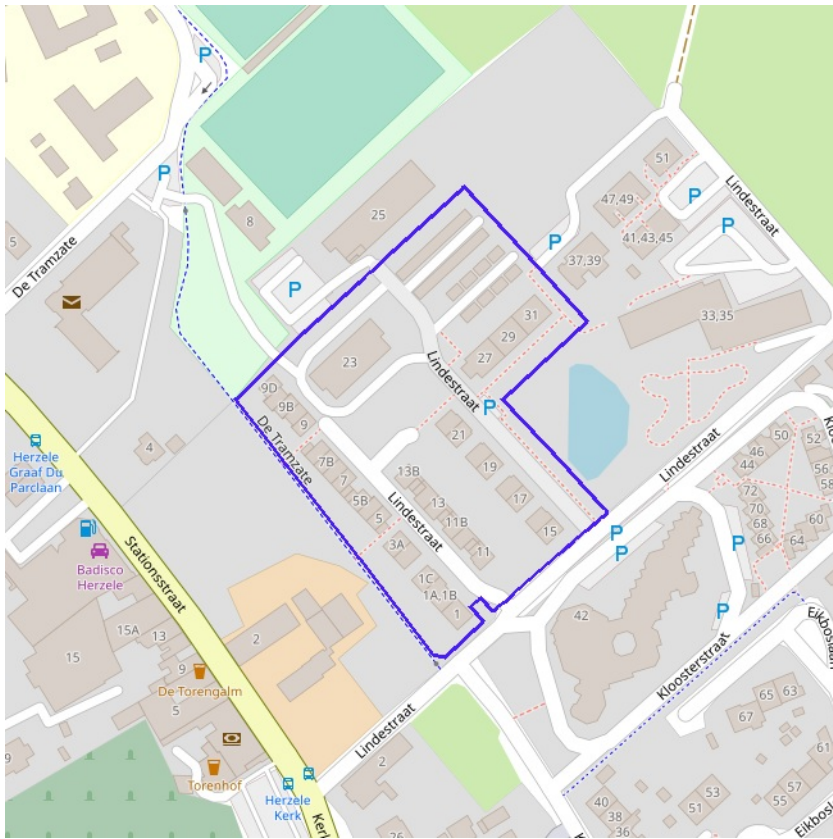 P
P
51
Lindestraat
P
47,49
25
8
P
41,43,45
5
De Tramzate
P
37,39
P
33,35
31
29
27
23
Lindestraat
9D
9B
9
P
De Tramzate
21
50
52
4
Herzele
Graaf Du
Parclaan
7B
7
13B
19
46
44
56
58
Lindestraat
5B
5
13
17
72
70
68
66
60
64
Lindestraat
11B
15
3A
11
P
P
P
Badisco
Herzele
Stationsstraat
1C
1A,1B
1
42
P
Eikboslaan
15A
13
2
15
9
De Torengalm
5
Kloosterstraat
65
63
67
Lindestraat
61
9
Torenhof
2
Herzele
Kerk
Kerk
26
53
51
57
55
40
38
36
Eikbosl